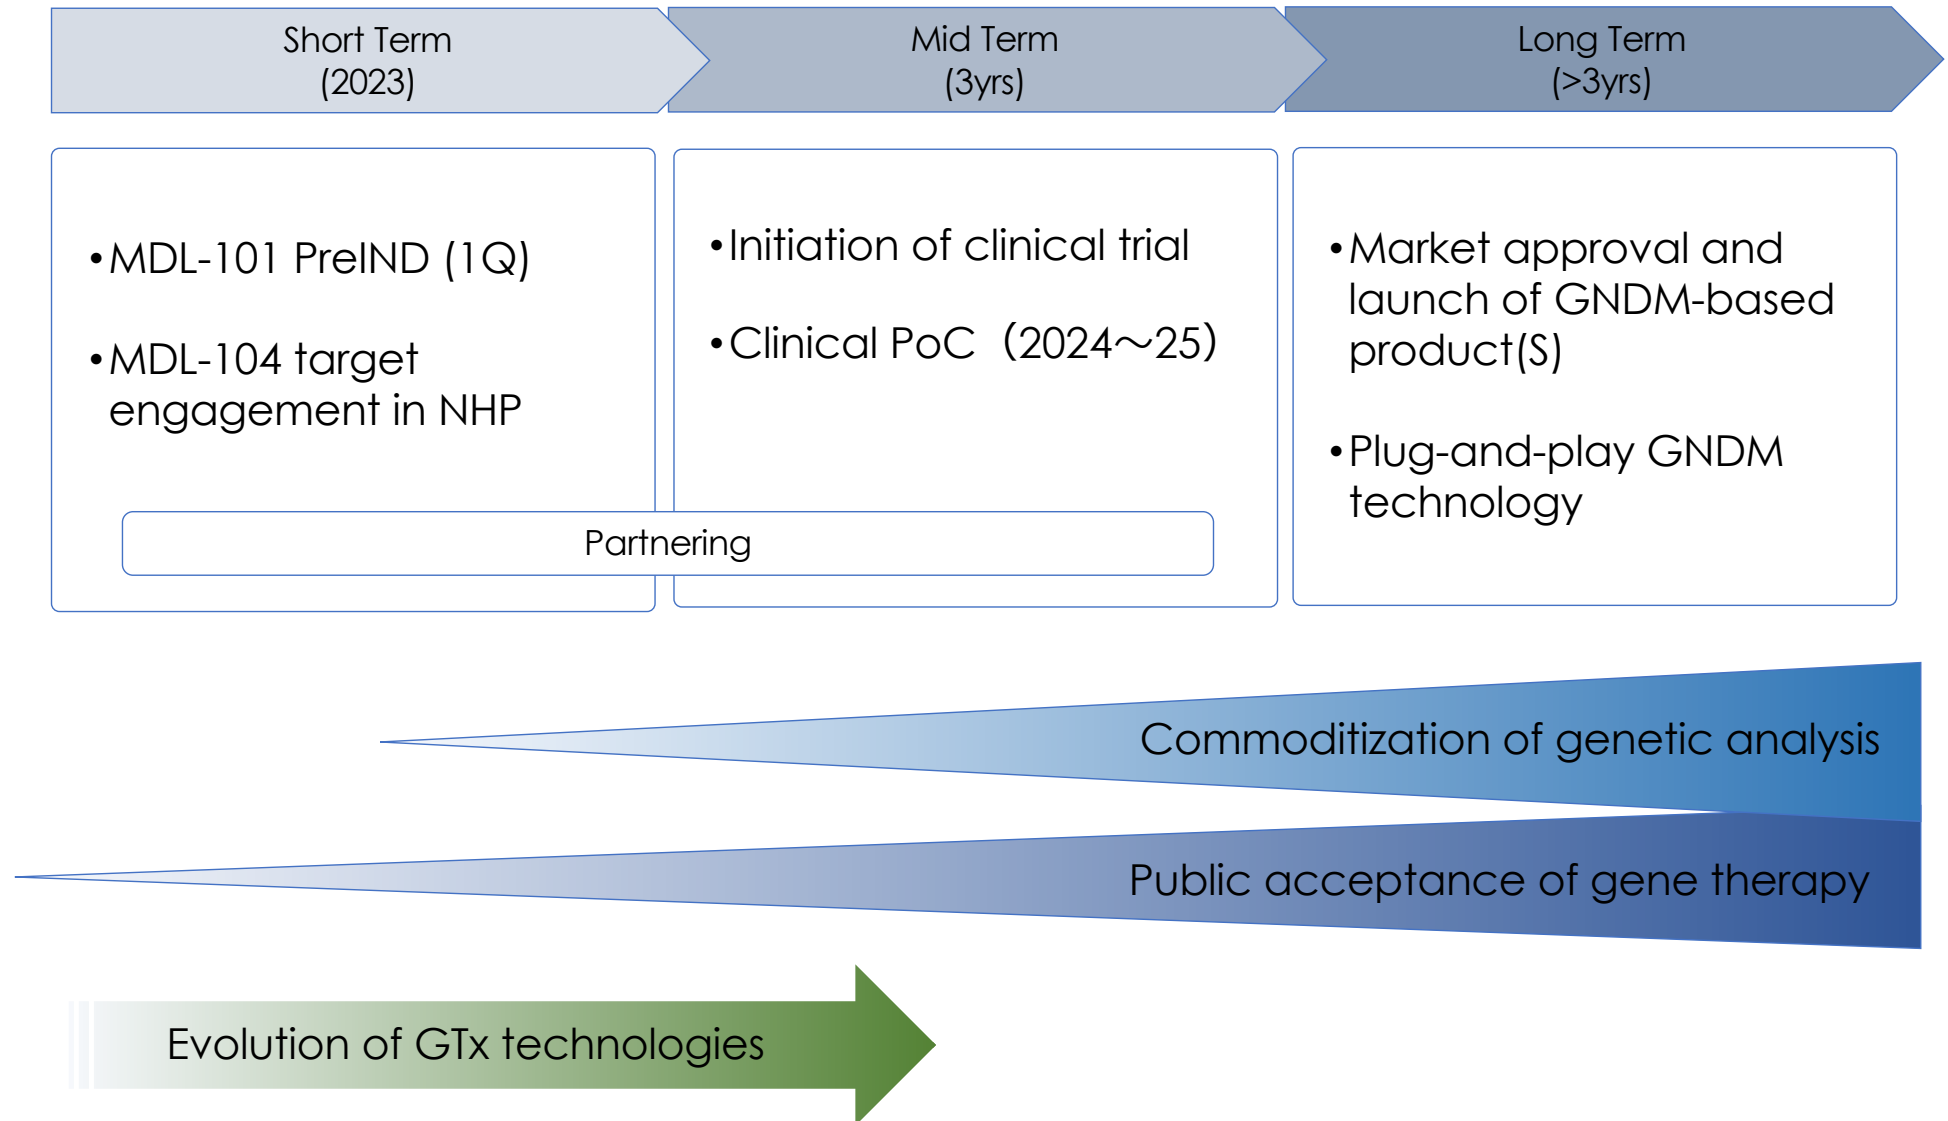 Short Term
(2023)
Mid Term
(3yrs)
Long Term
(>3yrs)
•MDL-101 PreIND (1Q)
•MDL-104 target
engagement in NHP
•Initiation of clinical trial
•Clinical PoC（2024～25）
•Market approval and
launch of GNDM-based
product(S)
•Plug-and-play GNDM
technology
Partnering
Commoditization of genetic analysis
Public acceptance of gene therapy
Evolution of GTx technologies